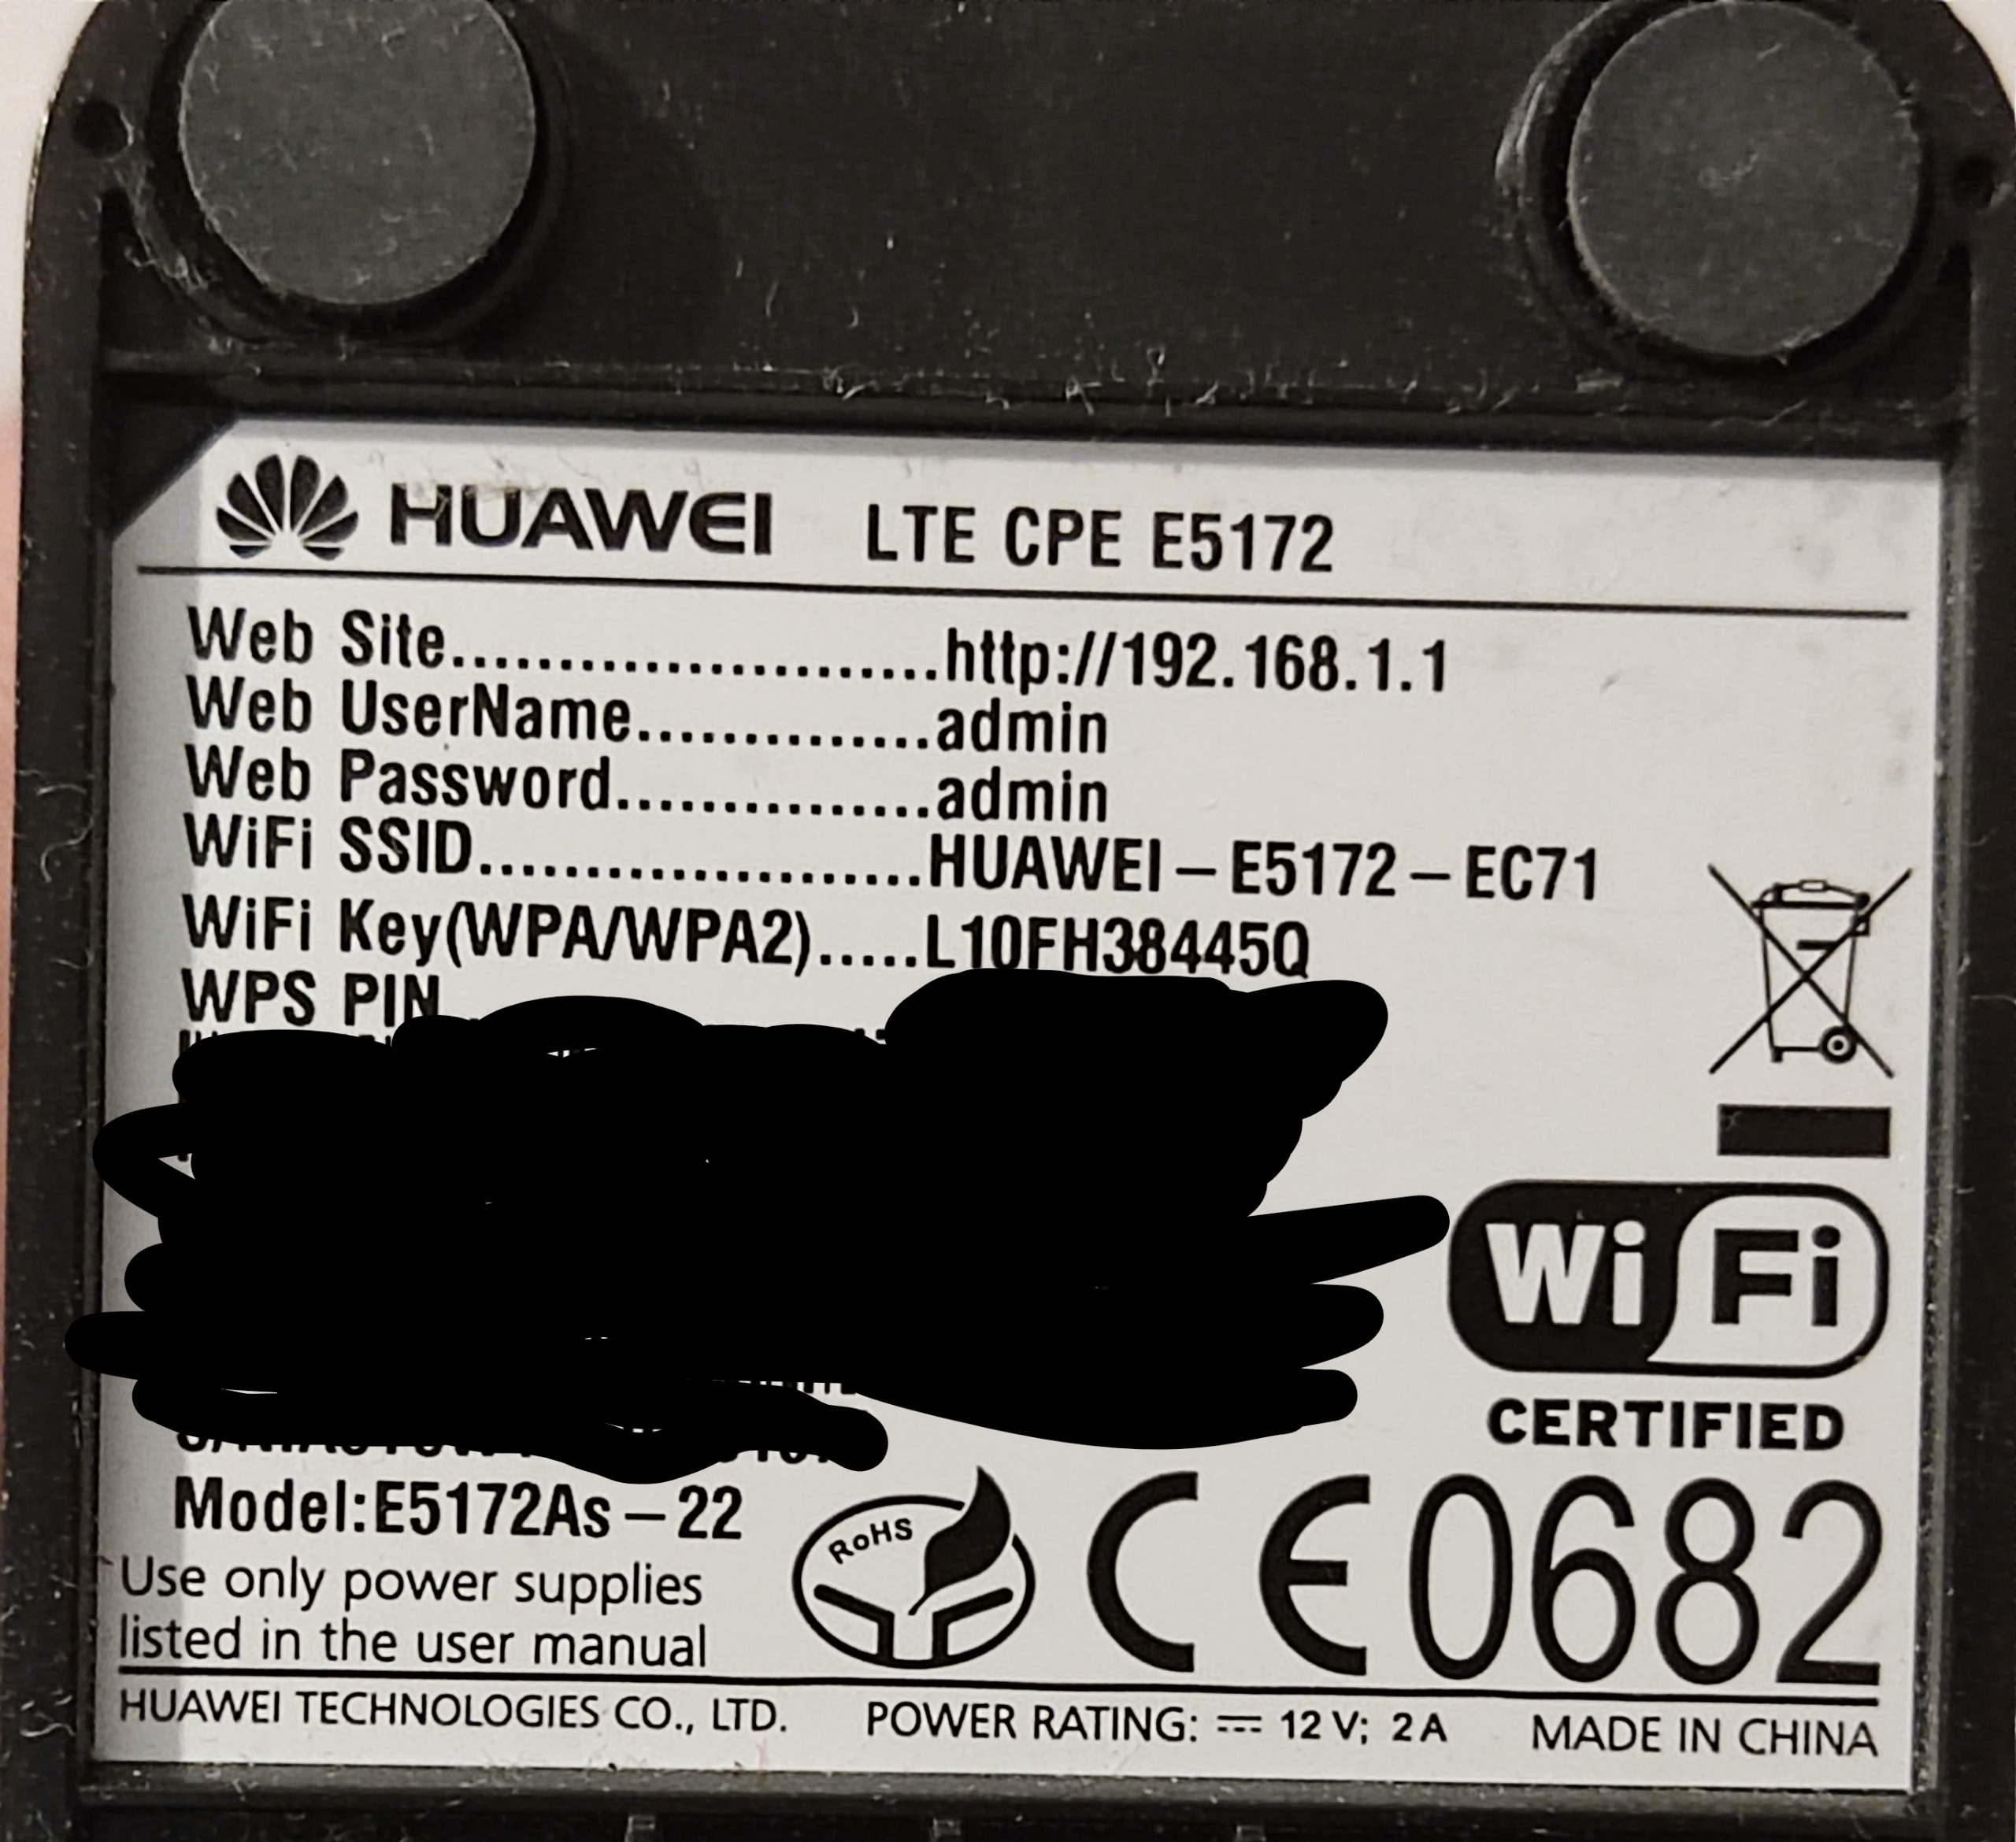 HUAWEI LTE CPE E5172
Web Site.......................http://192.168.1.1
Web UserName..............admin
Web Password...............admin
WiFi SSID.....................HUAWEI-E5172-EC71
WiFi Key(WPA/WPA2).....L10FH38445Q
WPS PIN
WiFi
CERTIFIED
Model:E5172As-22
RoHS
CE0682
Use only power supplies
listed in the user manual
HUAWEI TECHNOLOGIES CO., LTD. POWER RATING: ⎓ 12 V; 2 A MADE IN CHINA